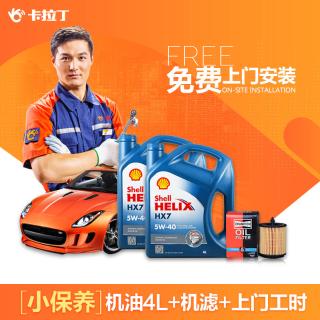 卡拉丁
FREE
免费上门安装
ON-SITE INSTALLATION
Shell
HELIX
HX7
5W-40
Shell
HELIX
HX7
5W-40
OIL
FILTER
[小保养] 机油4L+机滤+上门工时